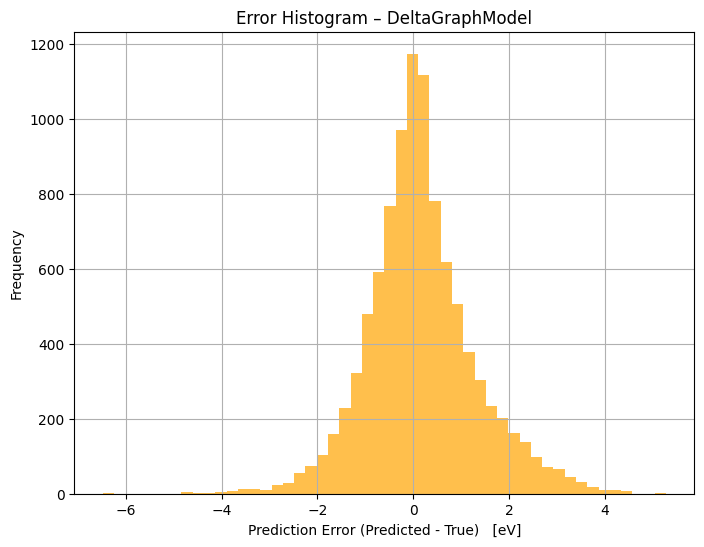 Error Histogram – DeltaGraphModel
1200
1000
800
600
400
200
0
Frequency
−6 −4 −2 0 2 4
Prediction Error (Predicted - True)   [eV]